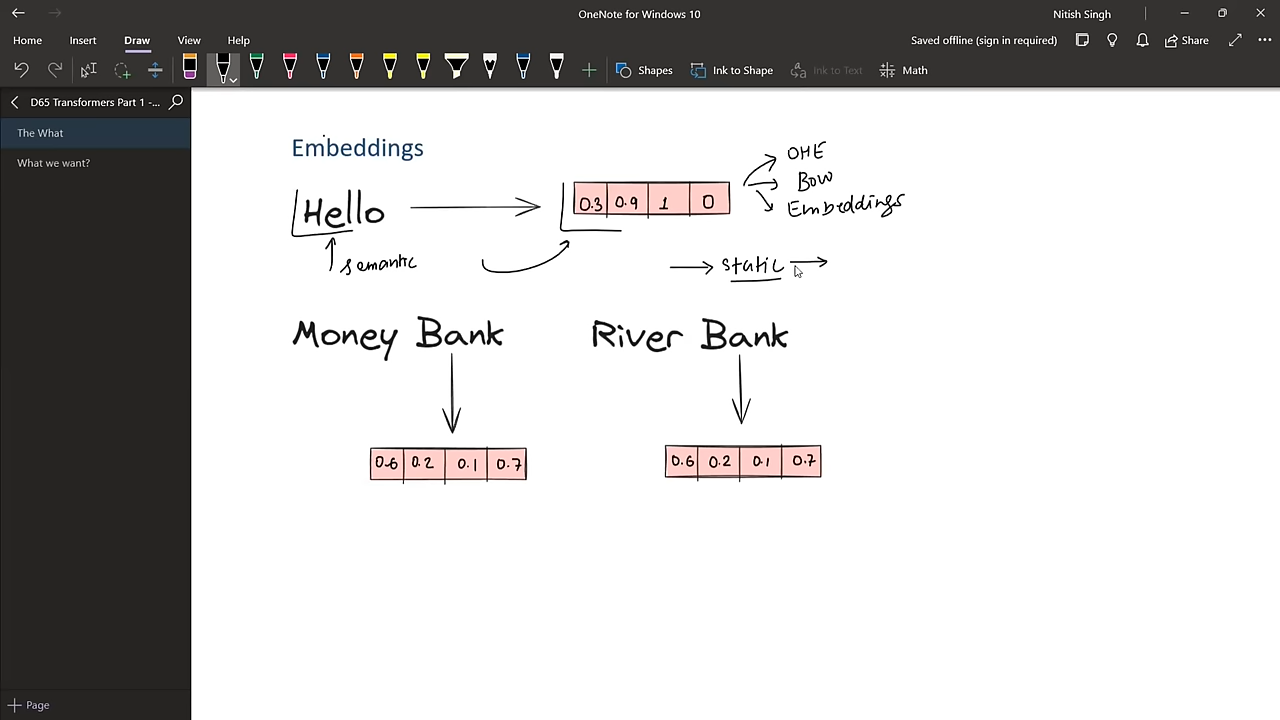 OneNote for Windows 10
Nitish Singh
Home Insert Draw View Help
Saved offline (sign in required)
Share
Shapes
Ink to Shape
Ink to Text
Math
D65 Transformers Part 1 -...
The What
What we want?
Embeddings
Hello
0.3 0.9 1 0
OHE
BoW
Embeddings
semantic
static
Money Bank
River Bank
0.6 0.2 0.1 0.7
0.6 0.2 0.1 0.7
Page